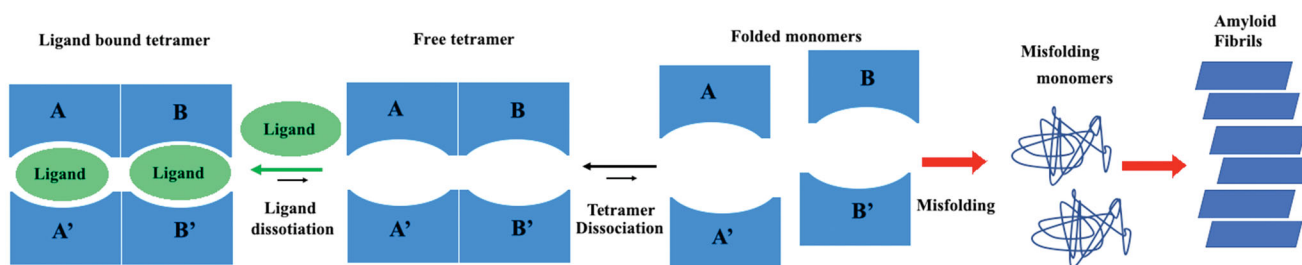 Ligand bound tetramer
A
B
Ligand
Ligand
A’
B’
Ligand
Ligand
dissotiation
Free tetramer
A
B
A’
B’
Tetramer
Dissociation
Folded monomers
A
B
A’
B’
Misfolding
Misfolding
monomers
Amyloid
Fibrils